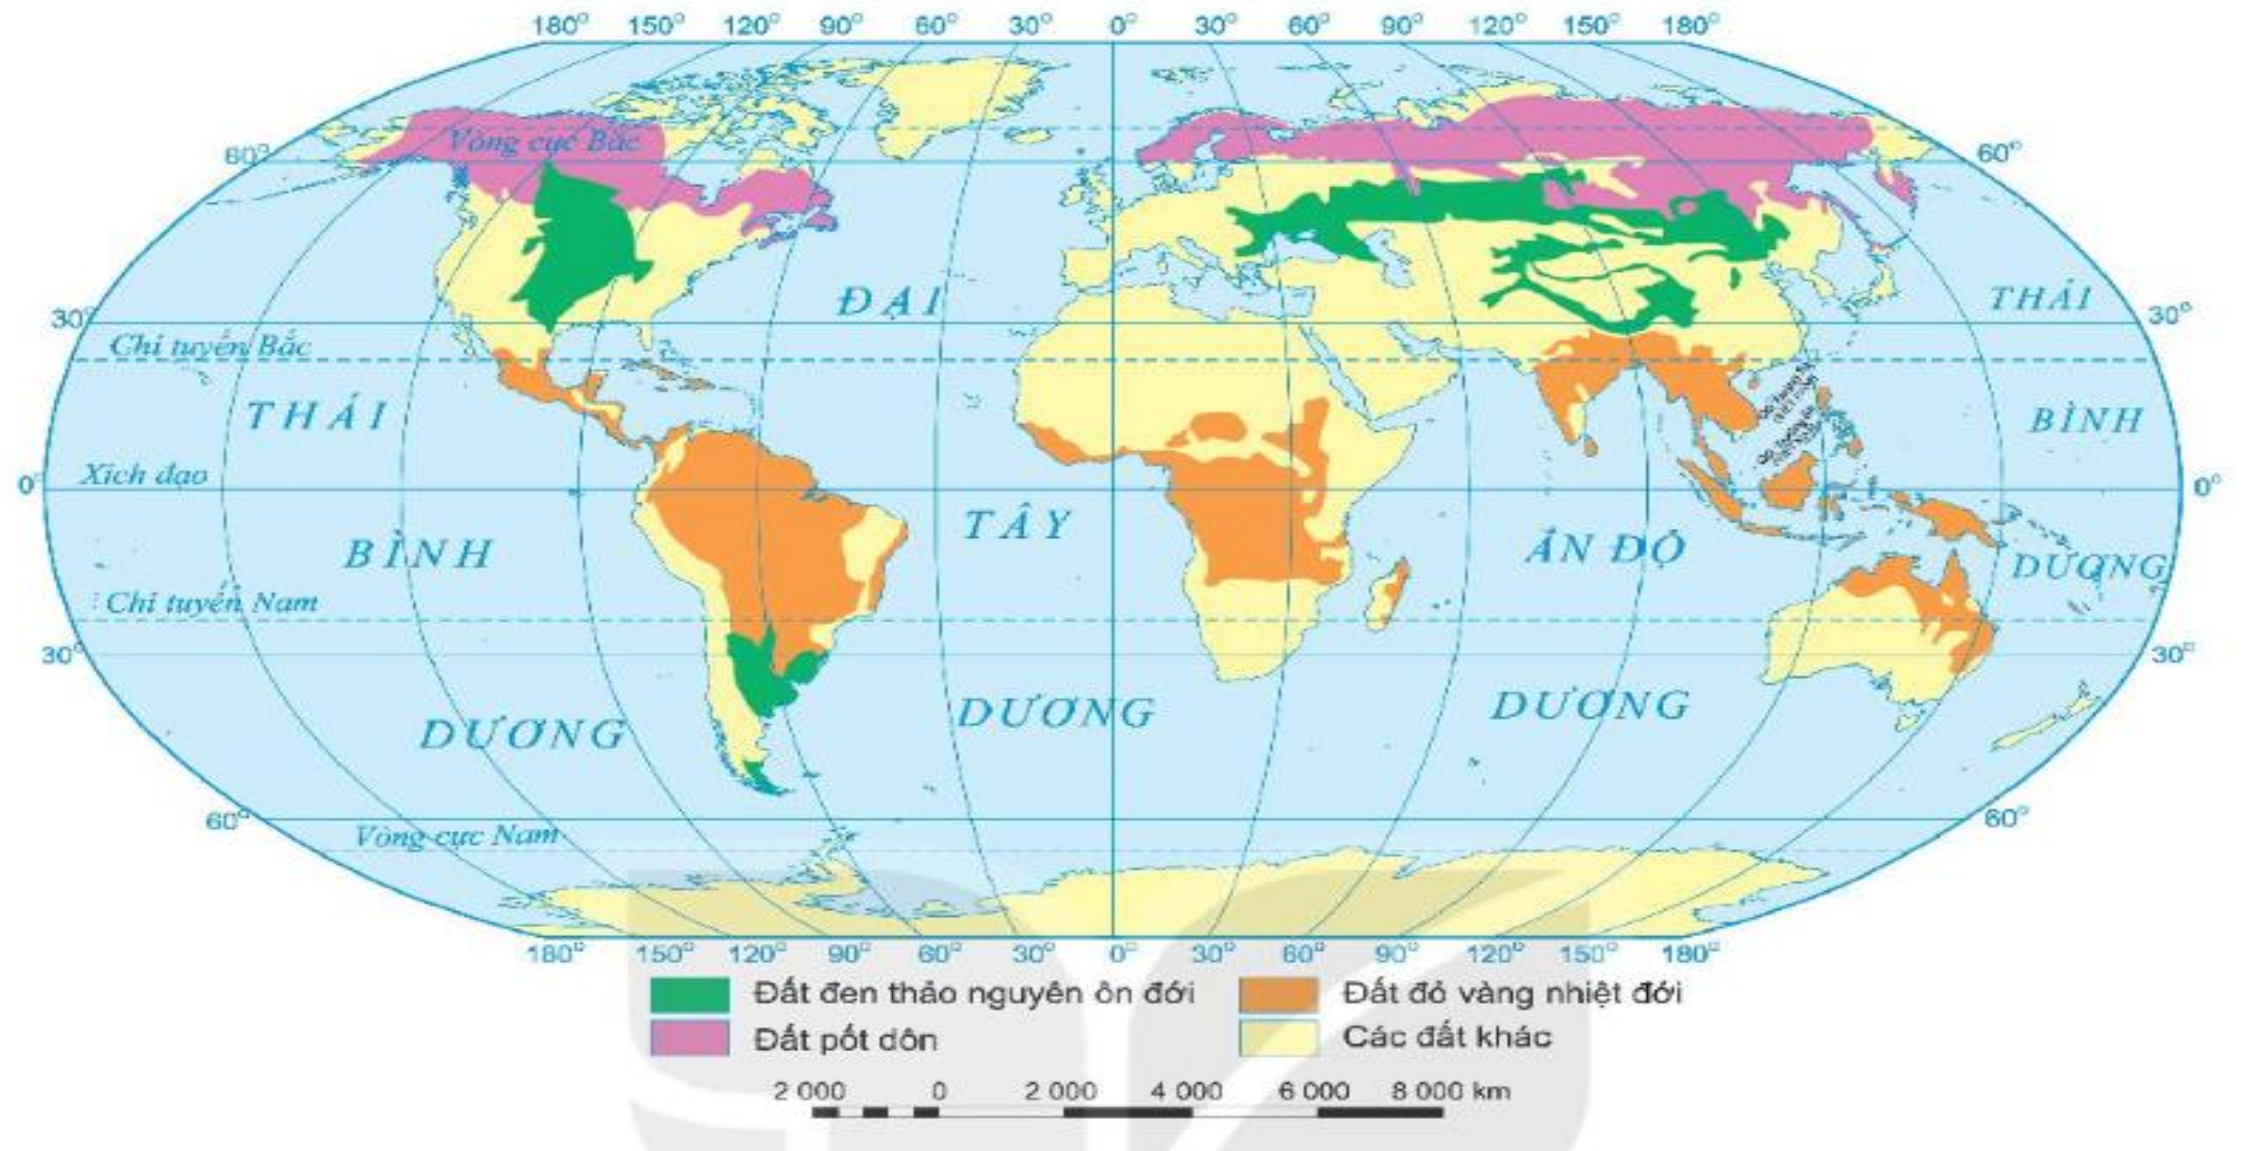 180° 150° 120° 90° 60° 30° 0° 30° 60° 90° 120° 150° 180°
Vòng cực Bắc
60° 60°
ĐẠI
THÁI
30° 30°
Chí tuyến Bắc
THÁI
BÌNH
Xích đạo
0° 0°
TÂY
BÌNH
ẤN ĐỘ
DƯƠNG
Chí tuyến Nam
30° 30°
DƯƠNG
DƯƠNG
DƯƠNG
60° 60°
Vòng cực Nam
180° 150° 120° 90° 60° 30° 0° 30° 60° 90° 120° 150° 180°
Đất đen thảo nguyên ôn đới
Đất đỏ vàng nhiệt đới
Đất pốt dôn
Các đất khác
2 000 0 2 000 4 000 6 000 8 000 km